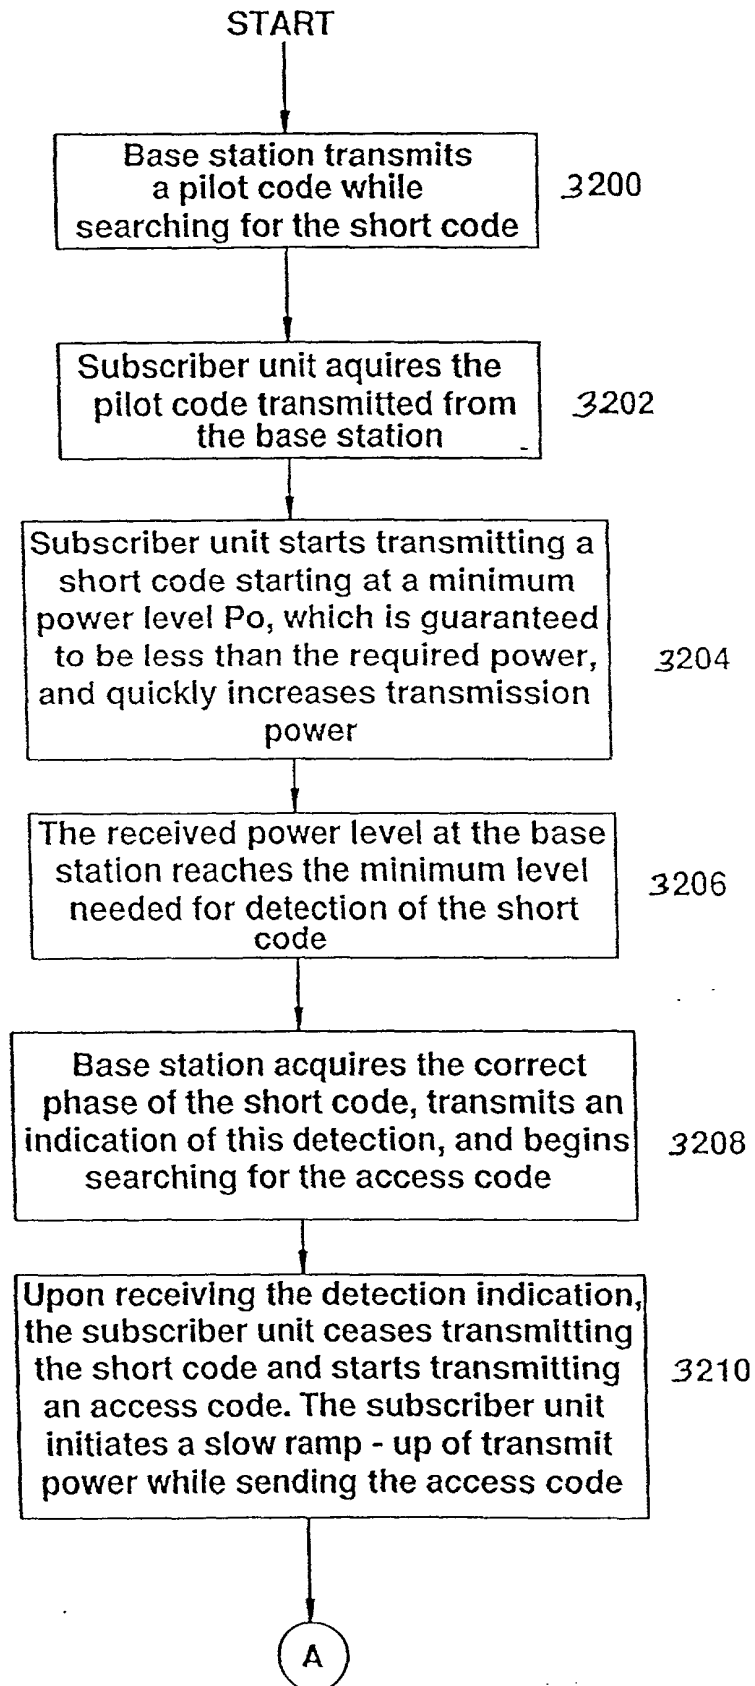 START
Base station transmits
a pilot code while
searching for the short code
3200
Subscriber unit aquires the
pilot code transmitted from
the base station
3202
Subscriber unit starts transmitting a
short code starting at a minimum
power level Po, which is guaranteed
to be less than the required power,
and quickly increases transmission
power
3204
The received power level at the base
station reaches the minimum level
needed for detection of the short
code
3206
Base station acquires the correct
phase of the short code, transmits an
indication of this detection, and begins
searching for the access code
3208
Upon receiving the detection indication,
the subscriber unit ceases transmitting
the short code and starts transmitting
an access code. The subscriber unit
initiates a slow ramp - up of transmit
power while sending the access code
3210
A